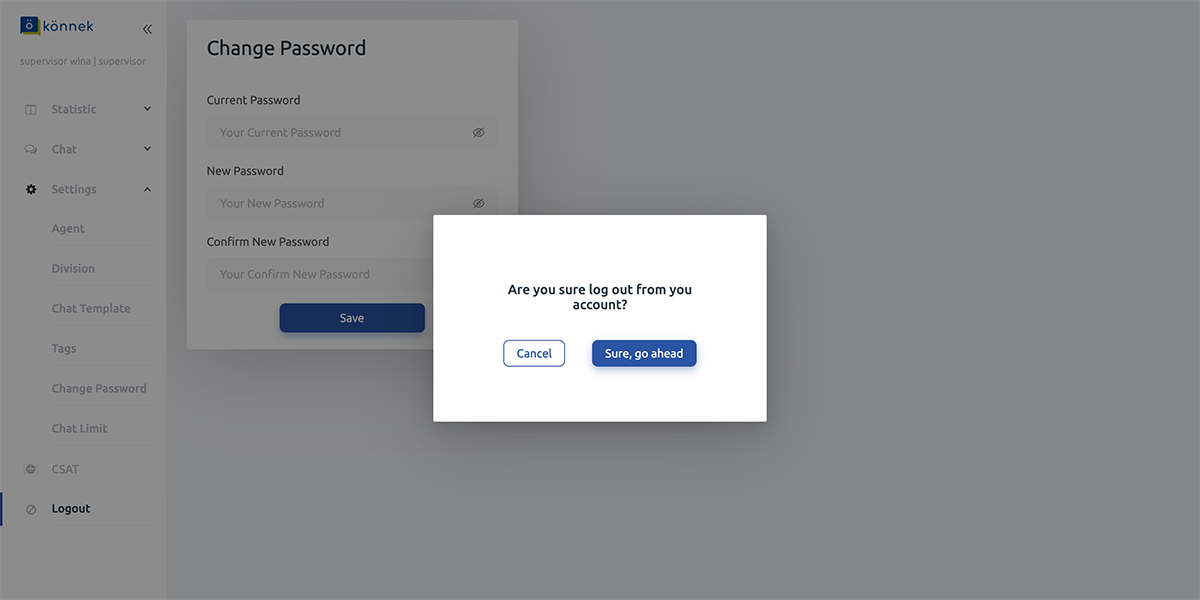 ö könnek
supervisor wina | supervisor
Statistic
Chat
Settings
Agent
Division
Chat Template
Tags
Change Password
Chat Limit
CSAT
Logout
Change Password
Current Password
Your Current Password
New Password
Your New Password
Confirm New Password
Your Confirm New Password
Save
Are you sure log out from you
account?
Cancel
Sure, go ahead